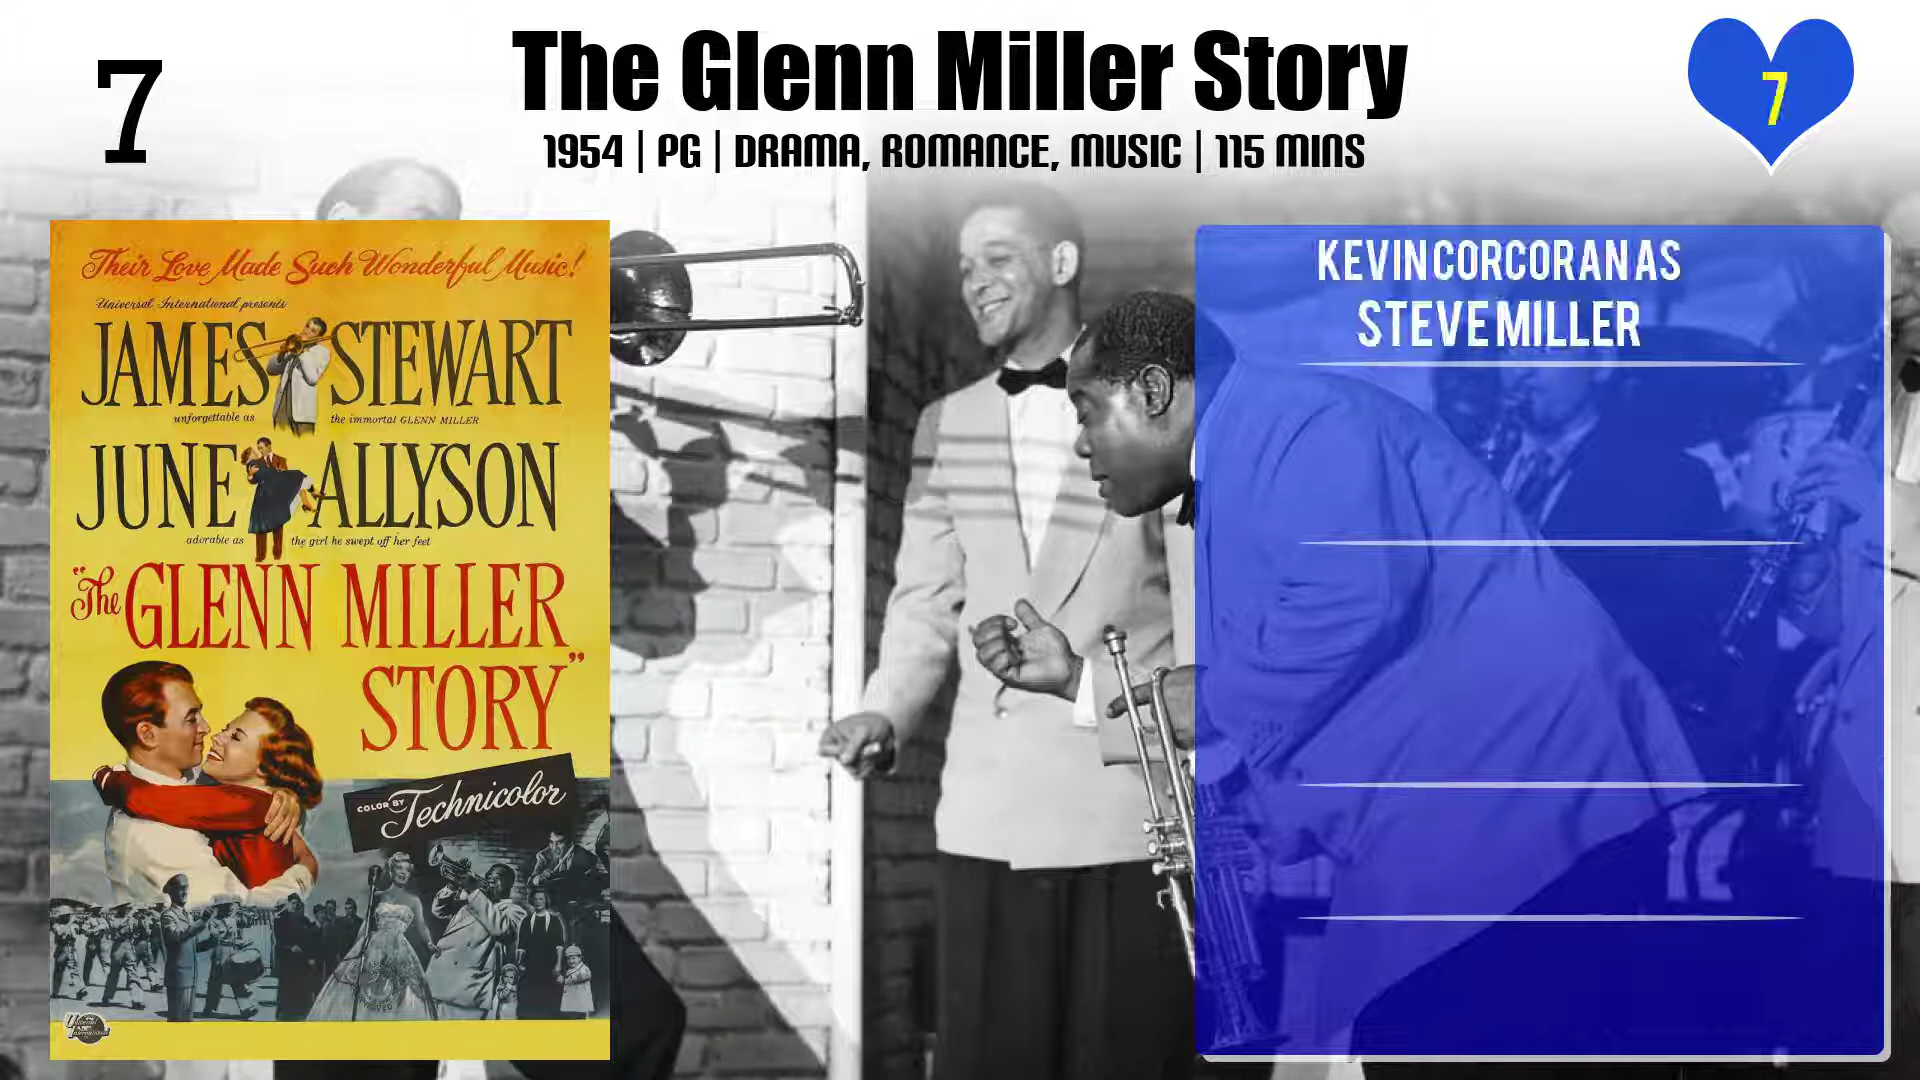 7
The Glenn Miller Story
1954 | PG | DRAMA, ROMANCE, MUSIC | 115 MINS
7
Their Love Made Such Wonderful Music!
Universal International presents
JAMES STEWART
unforgettable as the immortal GLENN MILLER
JUNE ALLYSON
adorable as the girl he swept off her feet
"The GLENN MILLER
STORY"
COLOR BY Technicolor
Universal International
KEVIN CORCORAN AS
STEVE MILLER